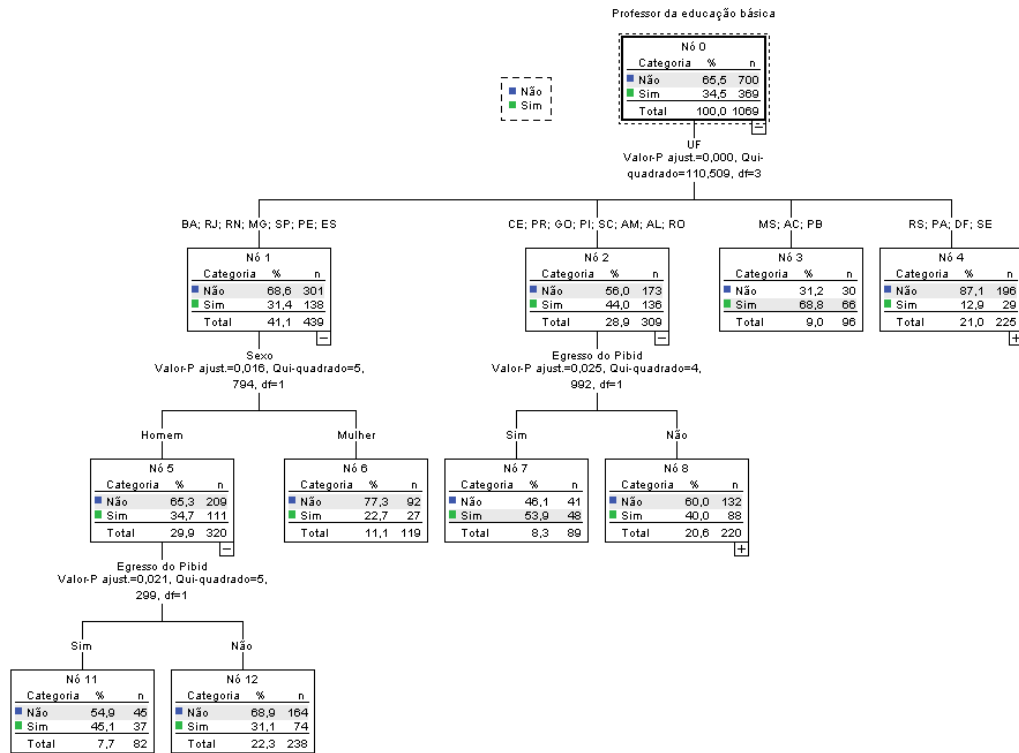 Professor da educação básica
Nó 0
Categoria % n
Não 65,5 700
Sim 34,5 369
Total 100,0 1069
Não
Sim
UF
Valor-P ajust.=0,000, Qui-
quadrado=110,509, df=3
BA; RJ; RN; MG; SP; PE; ES
CE; PR; GO; PI; SC; AM; AL; RO
MS; AC; PB
RS; PA; DF; SE
Nó 1
Categoria % n
Não 68,6 301
Sim 31,4 138
Total 41,1 439
Nó 2
Categoria % n
Não 56,0 173
Sim 44,0 136
Total 28,9 309
Nó 3
Categoria % n
Não 31,2 30
Sim 68,8 66
Total 9,0 96
Nó 4
Categoria % n
Não 87,1 196
Sim 12,9 29
Total 21,0 225
Sexo
Valor-P ajust.=0,016, Qui-quadrado=5,
794, df=1
Egresso do Pibid
Valor-P ajust.=0,025, Qui-quadrado=4,
992, df=1
Homem
Mulher
Sim
Não
Nó 5
Categoria % n
Não 65,3 209
Sim 34,7 111
Total 29,9 320
Nó 6
Categoria % n
Não 77,3 92
Sim 22,7 27
Total 11,1 119
Nó 7
Categoria % n
Não 46,1 41
Sim 53,9 48
Total 8,3 89
Nó 8
Categoria % n
Não 60,0 132
Sim 40,0 88
Total 20,6 220
Egresso do Pibid
Valor-P ajust.=0,021, Qui-quadrado=5,
299, df=1
Sim
Não
Nó 11
Categoria % n
Não 54,9 45
Sim 45,1 37
Total 7,7 82
Nó 12
Categoria % n
Não 68,9 164
Sim 31,1 74
Total 22,3 238